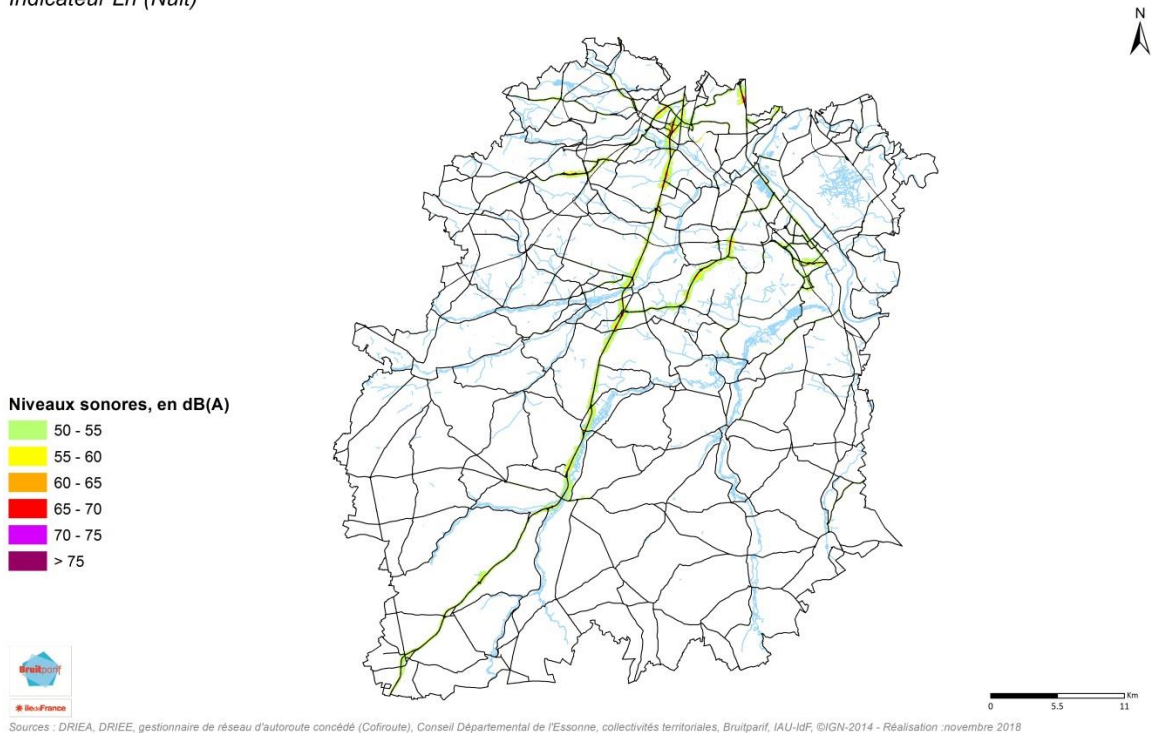 Indicateur Ln (Nuit)
N
Niveaux sonores, en dB(A)
50 - 55
55 - 60
60 - 65
65 - 70
70 - 75
> 75
Bruitparif
île de France
Km
0 5.5 11
Sources : DRIEA, DRIEE, gestionnaire de réseau d'autoroute concédé (Cofiroute), Conseil Départemental de l'Essonne, collectivités territoriales, Bruitparif, IAU-IdF, ©IGN-2014 - Réalisation :novembre 2018